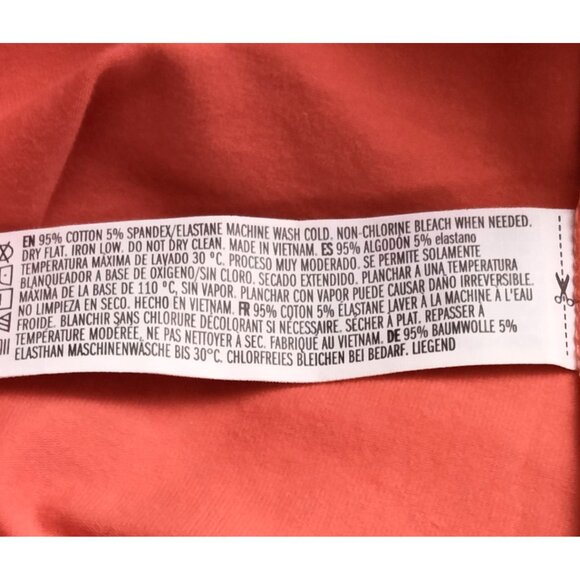 EN 95% COTTON 5% SPANDEX/ELASTANE MACHINE WASH COLD. NON-CHLORINE BLEACH WHEN NEEDED.
DRY FLAT. IRON LOW. DO NOT DRY CLEAN. MADE IN VIETNAM. ES 95% ALGODÓN 5% elastano
TEMPERATURA MÁXIMA DE LAVADO 30 ºC. PROCESO MUY MODERADO. SE PERMITE SOLAMENTE
BLANQUEADOR A BASE DE OXÍGENO/SIN CLORO. SECADO EXTENDIDO. PLANCHAR A UNA TEMPERATURA
MÁXIMA DE LA BASE DE 110 ºC, SIN VAPOR. PLANCHAR CON VAPOR PUEDE CAUSAR DAÑO IRREVERSIBLE.
NO LIMPIEZA EN SECO. HECHO EN VIETNAM. FR 95% COTON 5% ÉLASTANE LAVER À LA MACHINE À L'EAU
FROIDE. BLANCHIR SANS CHLORURE DÉCOLORANT SI NÉCESSAIRE. SÉCHER À PLAT. REPASSER À
TEMPÉRATURE MODÉRÉE, NE PAS NETTOYER À SEC. FABRIQUÉ AU VIETNAM. DE 95% BAUMWOLLE 5%
ELASTHAN MASCHINENWÄSCHE BIS 30ºC. CHLORFREIES BLEICHEN BEI BEDARF. LIEGEND